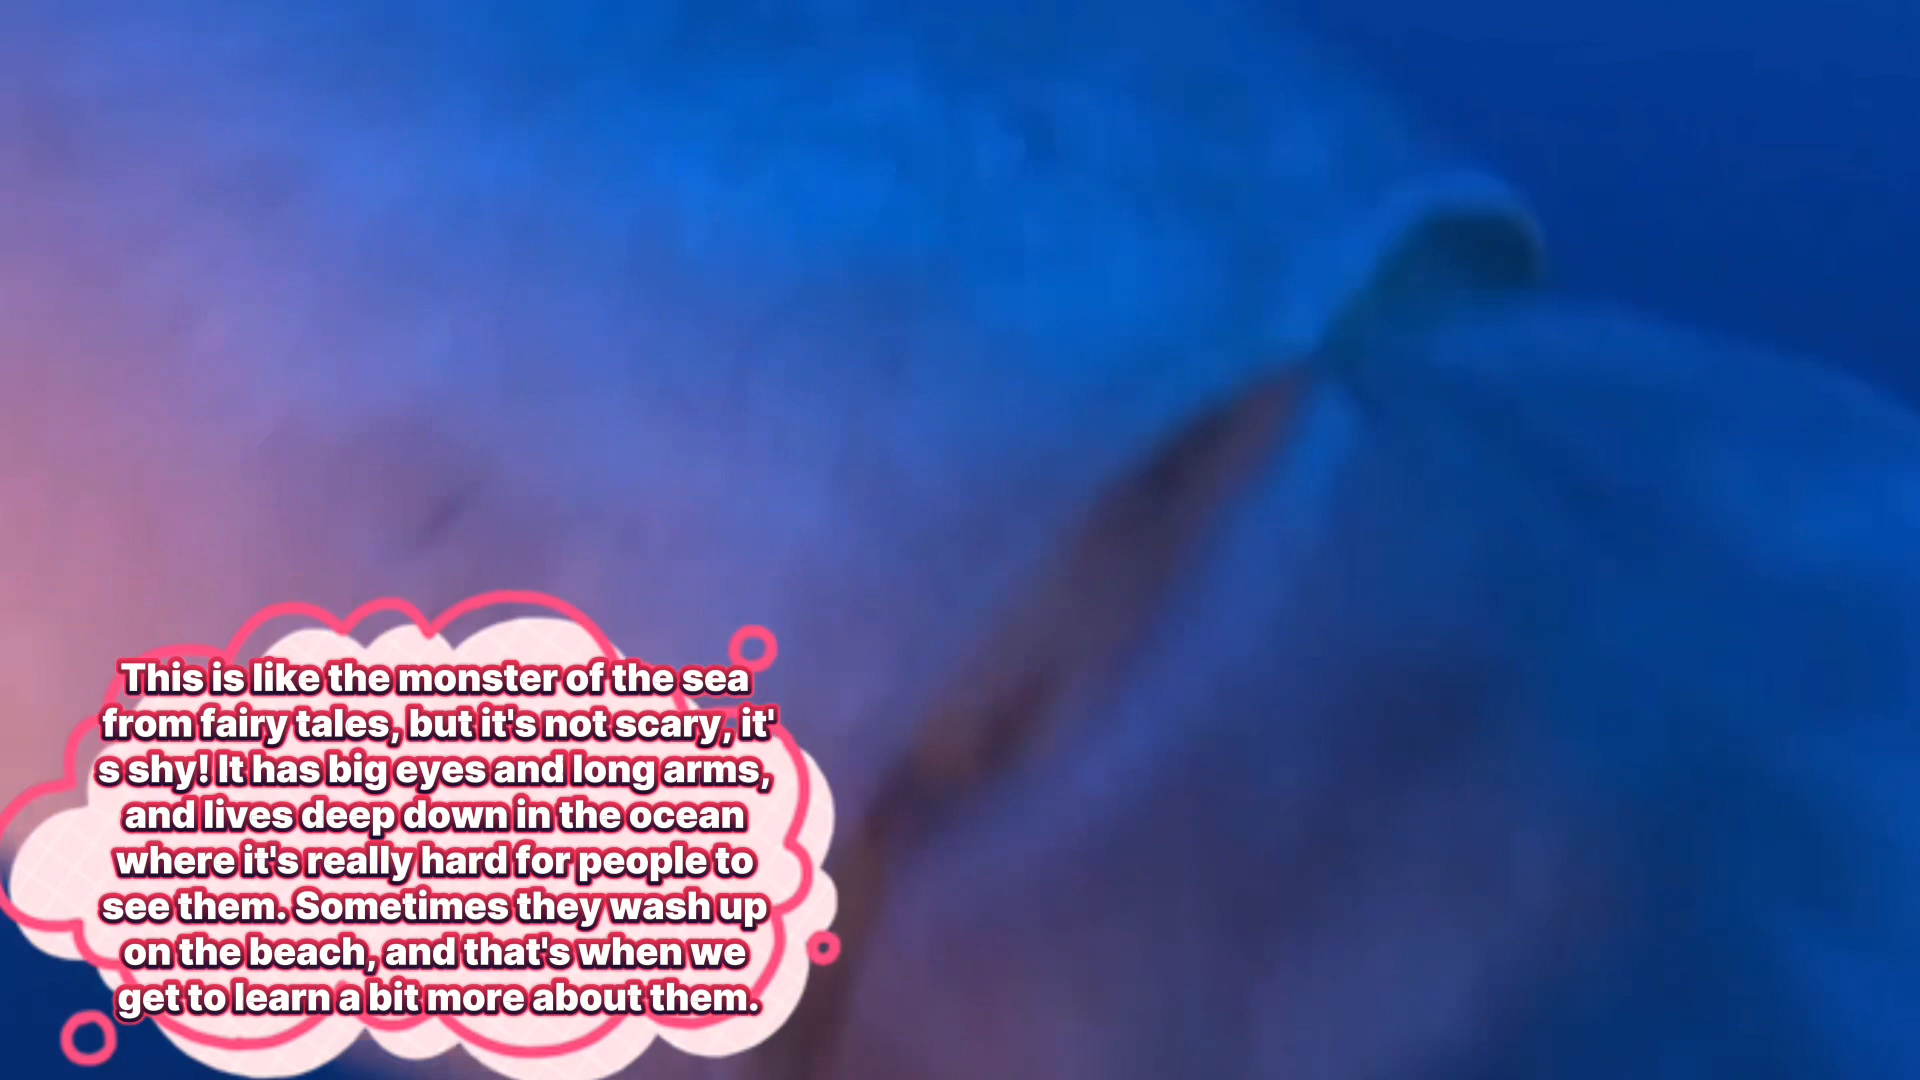 This is like the monster of the sea
from fairy tales, but it's not scary, it'
s shy! It has big eyes and long arms,
and lives deep down in the ocean
where it's really hard for people to
see them. Sometimes they wash up
on the beach, and that's when we
get to learn a bit more about them.